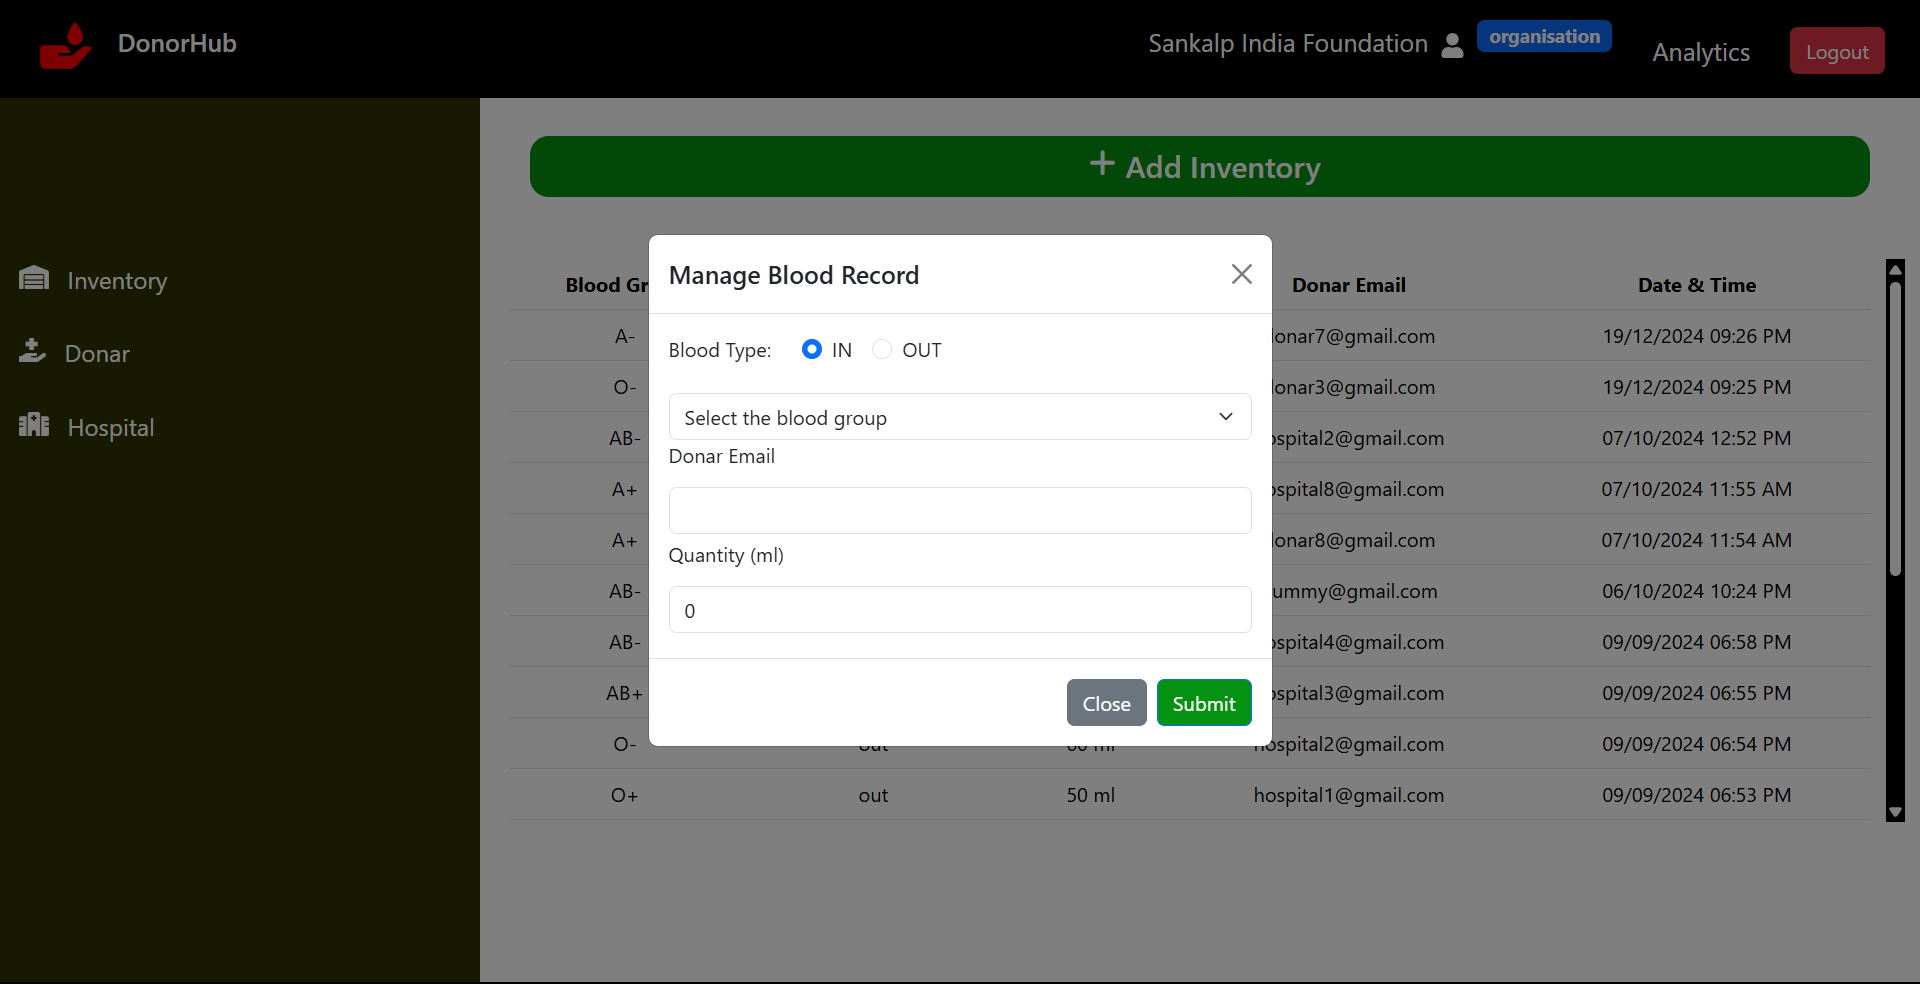 DonorHub
Sankalp India Foundation organisation Analytics Logout
+ Add Inventory
Inventory
Donar
Hospital
Manage Blood Record
Blood Type: IN OUT
Select the blood group
Donar Email
Quantity (ml)
0
Close Submit
Blood Gr Donar Email Date & Time
A- onar7@gmail.com 19/12/2024 09:26 PM
O- onar3@gmail.com 19/12/2024 09:25 PM
AB- spital2@gmail.com 07/10/2024 12:52 PM
A+ spital8@gmail.com 07/10/2024 11:55 AM
A+ onar8@gmail.com 07/10/2024 11:54 AM
AB- ummy@gmail.com 06/10/2024 10:24 PM
AB- spital4@gmail.com 09/09/2024 06:58 PM
AB+ spital3@gmail.com 09/09/2024 06:55 PM
O- out 60 ml hospital2@gmail.com 09/09/2024 06:54 PM
O+ out 50 ml hospital1@gmail.com 09/09/2024 06:53 PM